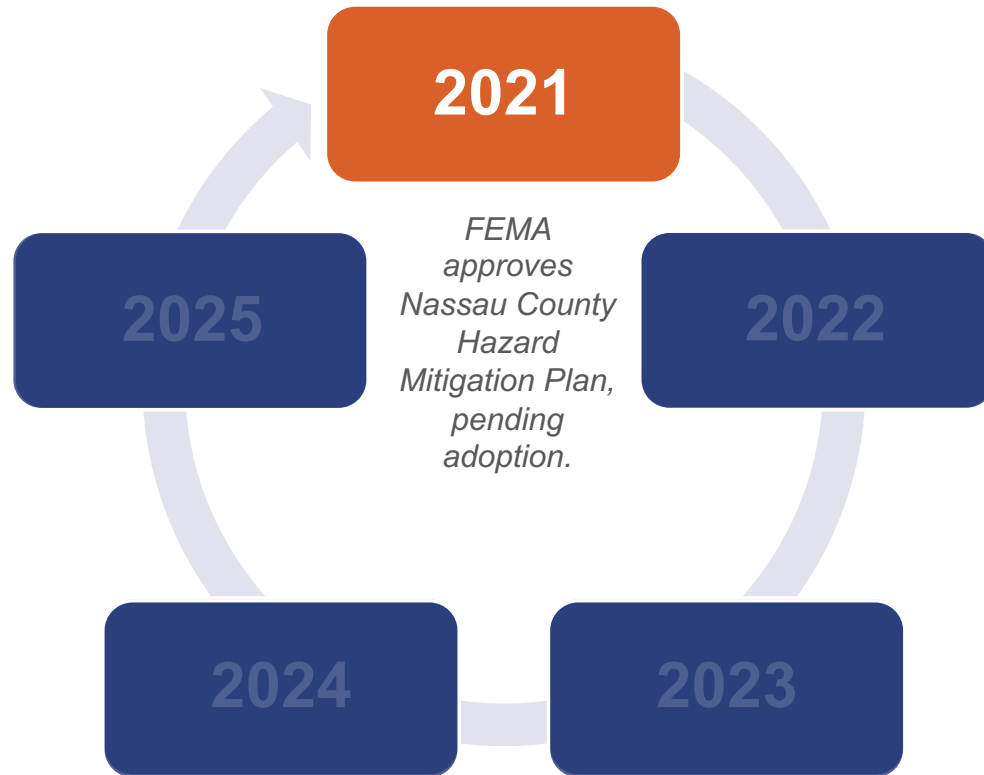 2021
FEMA
approves
Nassau County
Hazard
Mitigation Plan,
pending
adoption.
2025
2022
2024
2023